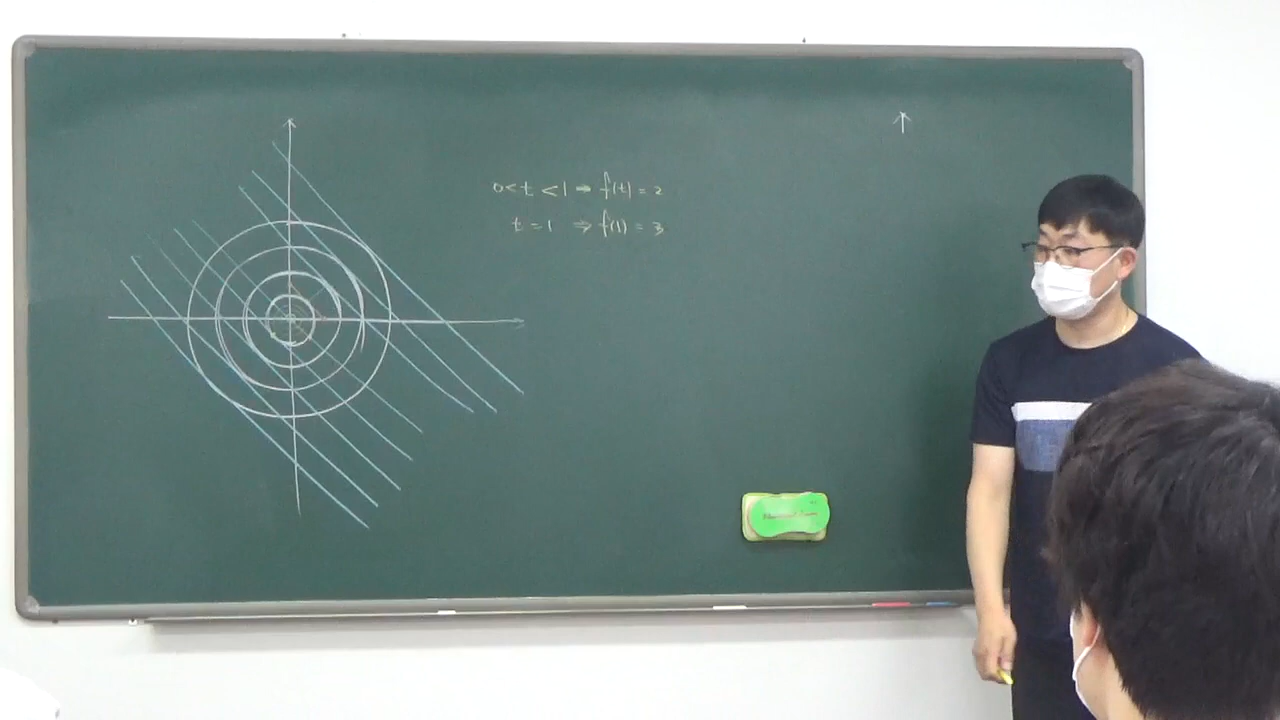 0<t<1 ⇒ f(t) = 2
t=1 ⇒ f(1) = 3